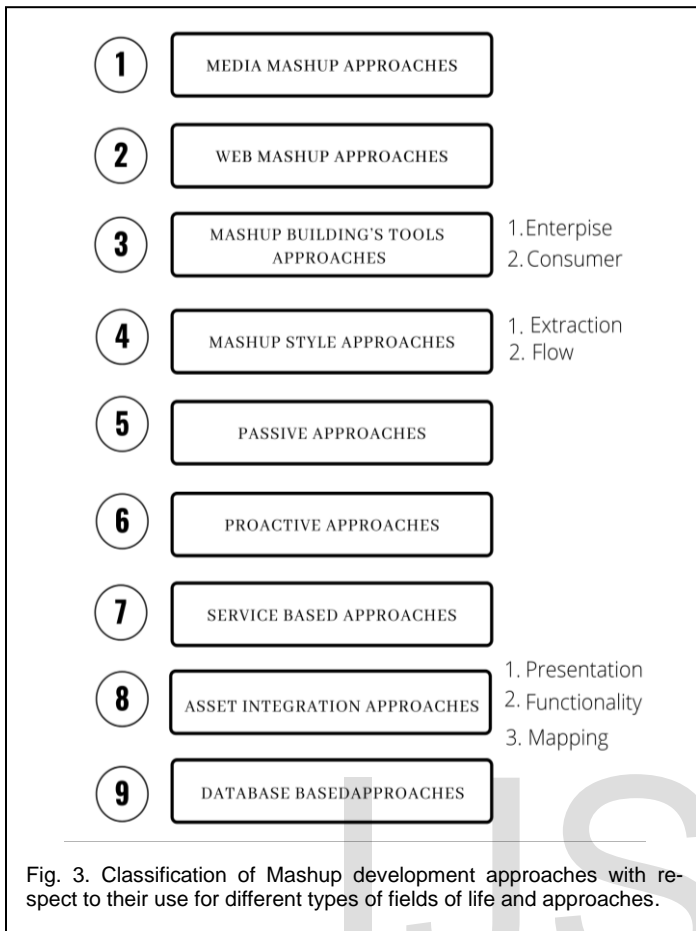 1 MEDIA MASHUP APPROACHES
2 WEB MASHUP APPROACHES
3 MASHUP BUILDING'S TOOLS
APPROACHES
1. Enterpise
2. Consumer
4 MASHUP STYLE APPROACHES
1. Extraction
2. Flow
5 PASSIVE APPROACHES
6 PROACTIVE APPROACHES
7 SERVICE BASED APPROACHES
8 ASSET INTEGRATION APPROACHES
1. Presentation
2. Functionality
3. Mapping
9 DATABASE BASEDAPPROACHES
Fig. 3. Classification of Mashup development approaches with re-
spect to their use for different types of fields of life and approaches.
US